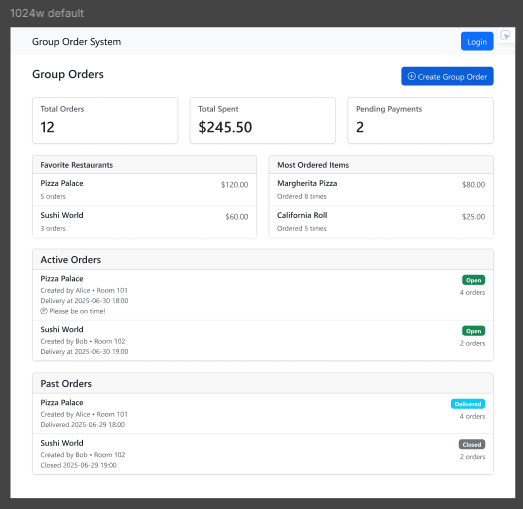 1024w default
Group Order System
Login
Group Orders
Create Group Order
Total Orders
12
Total Spent
$245.50
Pending Payments
2
Favorite Restaurants
Pizza Palace
$120.00
5 orders
Sushi World
$60.00
3 orders
Most Ordered Items
Margherita Pizza
$80.00
Ordered 8 times
California Roll
$25.00
Ordered 5 times
Active Orders
Pizza Palace
Open
Created by Alice • Room 101
4 orders
Delivery at 2025-06-30 18:00
Please be on time!
Sushi World
Open
Created by Bob • Room 102
2 orders
Delivery at 2025-06-30 19:00
Past Orders
Pizza Palace
Delivered
Created by Alice • Room 101
4 orders
Delivered 2025-06-29 18:00
Sushi World
Closed
Created by Bob • Room 102
2 orders
Closed 2025-06-29 19:00